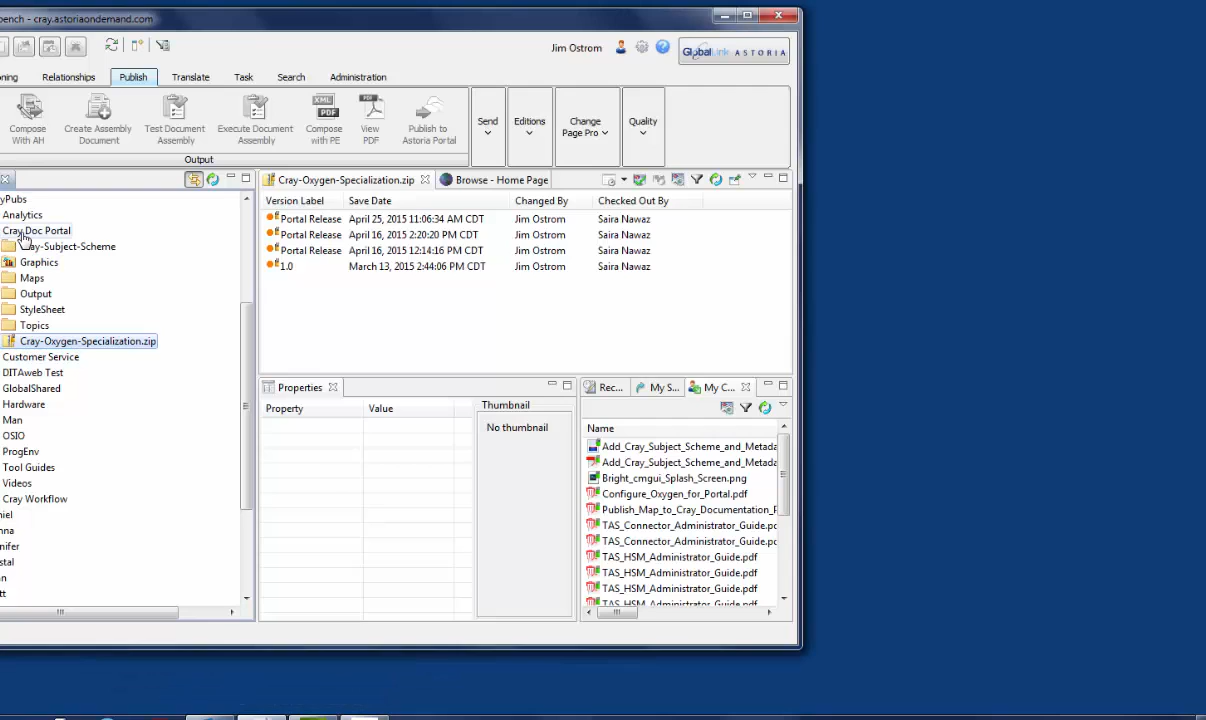 bench - cray.astoriaondemand.com
Jim Ostrom
GlobalLink ASTORIA
Relationships Publish Translate Task Search Administration
Compose With AH
Create Assembly Document
Test Document Assembly
Execute Document Assembly
XML PDF Compose with PE
PDF View PDF
Publish to Astoria Portal
Send
Editions
Change Page Pro
Quality
Output
yPubs
Analytics
Cray Doc Portal
-Subject-Scheme
Graphics
Maps
Output
StyleSheet
Topics
Cray-Oxygen-Specialization.zip
Customer Service
DITAweb Test
GlobalShared
Hardware
Man
OSIO
ProgEnv
Tool Guides
Videos
Cray Workflow
niel
nna
nifer
stal
n
tt
Cray-Oxygen-Specialization.zip Browse - Home Page
Version Label Save Date Changed By Checked Out By
Portal Release April 25, 2015 11:06:34 AM CDT Jim Ostrom Saira Nawaz
Portal Release April 16, 2015 2:20:20 PM CDT Jim Ostrom Saira Nawaz
Portal Release April 16, 2015 12:14:16 PM CDT Jim Ostrom Saira Nawaz
1.0 March 13, 2015 2:44:06 PM CDT Jim Ostrom Saira Nawaz
Properties
Property Value
Thumbnail
No thumbnail
Rec... My S... My C...
Name
Add_Cray_Subject_Scheme_and_Metada
Add_Cray_Subject_Scheme_and_Metada
Bright_cmgui_Splash_Screen.png
Configure_Oxygen_for_Portal.pdf
Publish_Map_to_Cray_Documentation_P
TAS_Connector_Administrator_Guide.pd
TAS_Connector_Administrator_Guide.pd
TAS_HSM_Administrator_Guide.pdf
TAS_HSM_Administrator_Guide.pdf
TAS_HSM_Administrator_Guide.pdf
TAS_HSM_Administrator_Guide.pdf